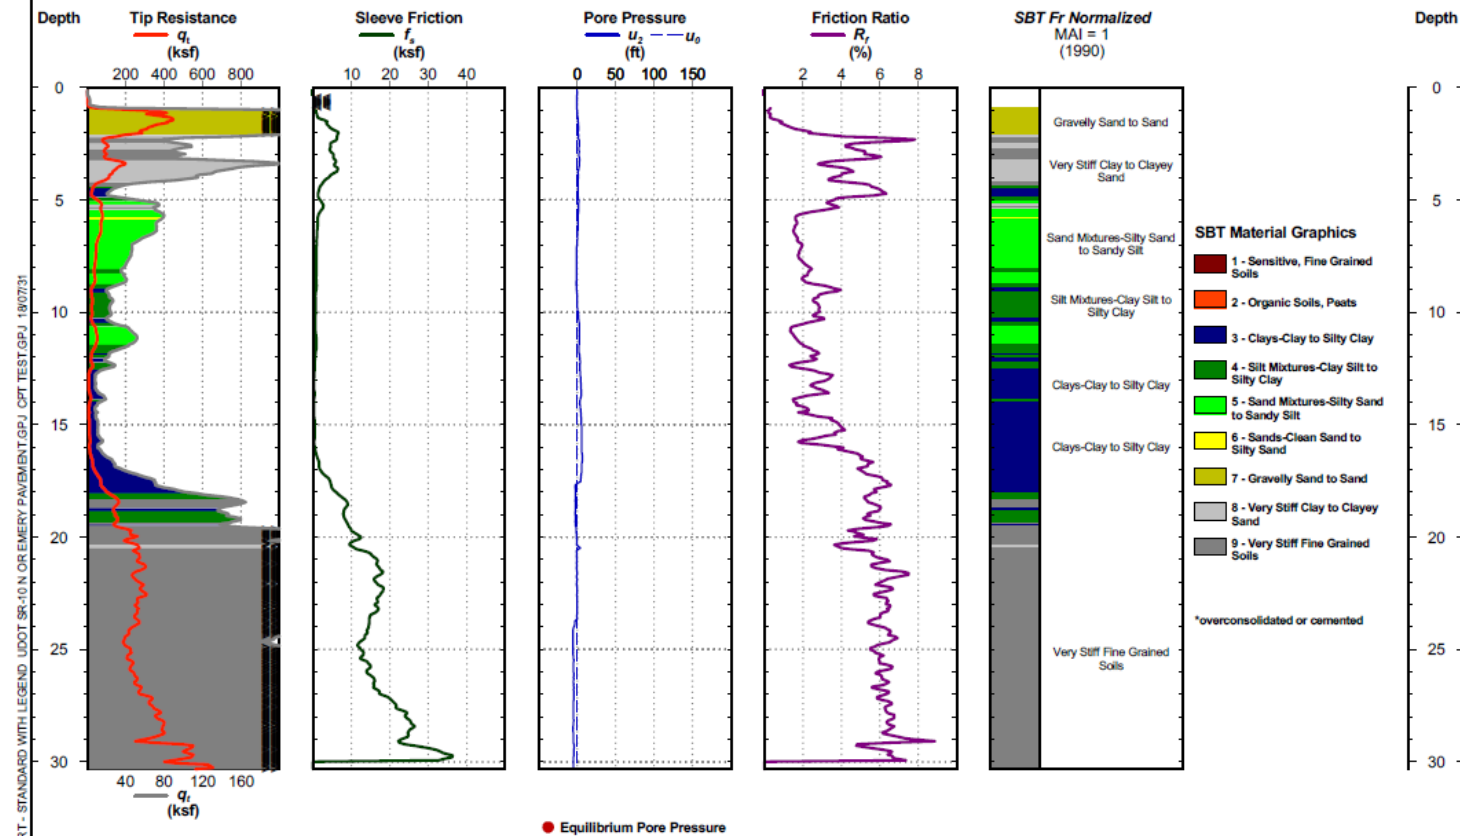 Depth
Tip Resistance
qt
(ksf)
200 400 600 800
Sleeve Friction
fs
(ksf)
10 20 30 40
Pore Pressure
u2 u0
(ft)
0 50 100 150
Friction Ratio
Rf
(%)
2 4 6 8
SBT Fr Normalized
MAI = 1
(1990)
Depth
0
5
10
15
20
25
30
Gravelly Sand to Sand
Very Stiff Clay to Clayey
Sand
Sand Mixtures-Silty Sand
to Sandy Silt
Silt Mixtures-Clay Silt to
Silty Clay
Clays-Clay to Silty Clay
Clays-Clay to Silty Clay
Very Stiff Fine Grained
Soils
SBT Material Graphics
1 - Sensitive, Fine Grained
Soils
2 - Organic Soils, Peats
3 - Clays-Clay to Silty Clay
4 - Silt Mixtures-Clay Silt to
Silty Clay
5 - Sand Mixtures-Silty Sand
to Sandy Silt
6 - Sands-Clean Sand to
Silty Sand
7 - Gravelly Sand to Sand
8 - Very Stiff Clay to Clayey
Sand
9 - Very Stiff Fine Grained
Soils
*overconsolidated or cemented
0
5
10
15
20
25
30
40 80 120 160
qt
(ksf)
Equilibrium Pore Pressure
RT - STANDARD WITH LEGEND UDOT SR-10 N OR EMERY PAVEMENT.GPJ CPT TEST.GPJ 18/07/31